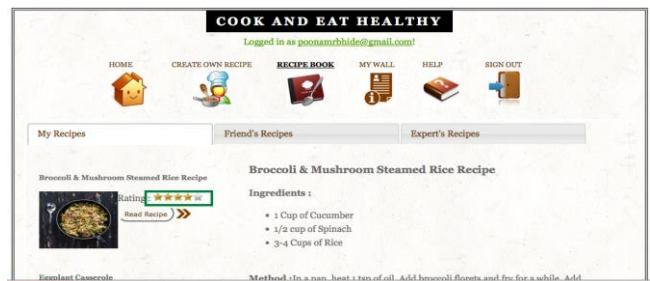 COOK AND EAT HEALTHY
Logged in as poonamrbhide@gmail.com!
HOME CREATE OWN RECIPE RECIPE BOOK MY WALL HELP SIGN OUT
My Recipes Friend's Recipes Expert's Recipes
Broccoli & Mushroom Steamed Rice Recipe
Rating :
Read Recipe
Eggplant Casserole
Broccoli & Mushroom Steamed Rice Recipe
Ingredients :
1 Cup of Cucumber
1/2 cup of Spinach
3-4 Cups of Rice
Method :In a pan, heat 1 tsp of oil. Add broccoli florets and fry for a while. Add